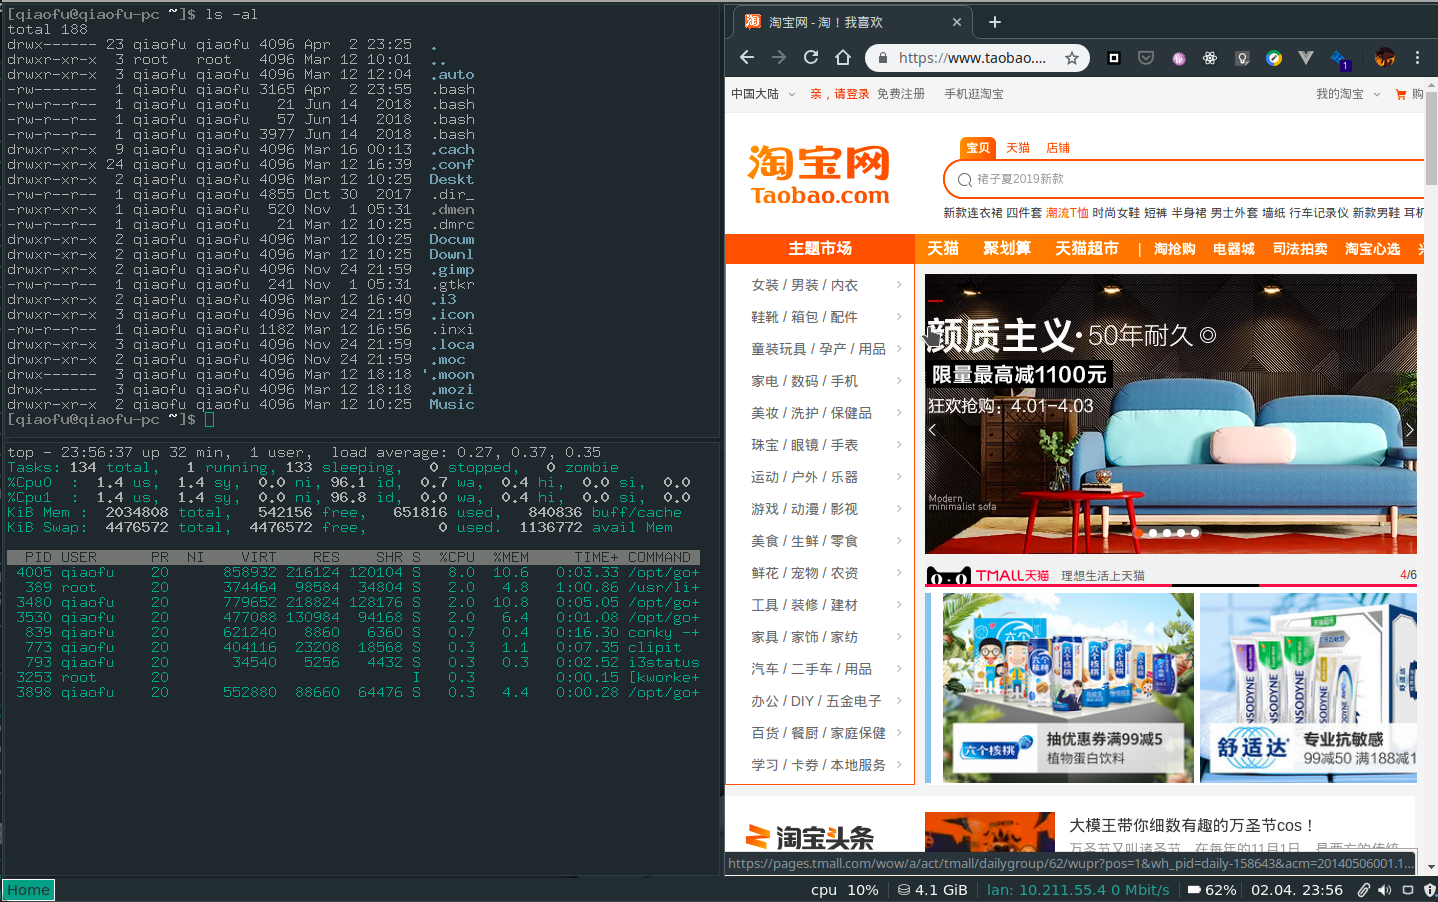 [qiaofu@qiaofu-pc ~]$ ls -al
total 188
drwx------ 23 qiaofu qiaofu 4096 Apr  2 23:25  .
drwxr-xr-x  3 root   root   4096 Mar 12 10:01  ..
drwxr-xr-x  3 qiaofu qiaofu 4096 Mar 12 12:04  .auto
-rw-------  1 qiaofu qiaofu 3165 Apr  2 23:55  .bash
-rw-r--r--  1 qiaofu qiaofu   21 Jun 14  2018  .bash
-rw-r--r--  1 qiaofu qiaofu   57 Jun 14  2018  .bash
-rw-r--r--  1 qiaofu qiaofu 3977 Jun 14  2018  .bash
drwxr-xr-x  9 qiaofu qiaofu 4096 Mar 16 00:13  .cach
drwxr-xr-x 24 qiaofu qiaofu 4096 Mar 12 16:39  .conf
drwxr-xr-x  2 qiaofu qiaofu 4096 Mar 12 10:25  Deskt
-rw-r--r--  1 qiaofu qiaofu 4855 Oct 30  2017  .dir_
-rw-r--r--  1 qiaofu qiaofu  520 Nov  1 05:31  .dmen
-rw-r--r--  1 qiaofu qiaofu   21 Mar 12 10:25  .dmrc
drwxr-xr-x  2 qiaofu qiaofu 4096 Mar 12 10:25  Docum
drwxr-xr-x  2 qiaofu qiaofu 4096 Mar 12 10:25  Downl
drwxr-xr-x  2 qiaofu qiaofu 4096 Nov 24 21:59  .gimp
-rw-r--r--  1 qiaofu qiaofu  241 Nov  1 05:31  .gtkr
drwxr-xr-x  2 qiaofu qiaofu 4096 Mar 12 16:40  .i3
drwxr-xr-x  3 qiaofu qiaofu 4096 Nov 24 21:59  .icon
-rw-r--r--  1 qiaofu qiaofu 1182 Mar 12 16:56  .inxi
drwxr-xr-x  3 qiaofu qiaofu 4096 Nov 24 21:59  .loca
drwxr-xr-x  2 qiaofu qiaofu 4096 Nov 24 21:59  .moc
drwx------  3 qiaofu qiaofu 4096 Mar 12 18:18 '.moon
drwx------  3 qiaofu qiaofu 4096 Mar 12 18:18  .mozi
drwxr-xr-x  2 qiaofu qiaofu 4096 Mar 12 10:25  Music
[qiaofu@qiaofu-pc ~]$
top - 23:56:37 up 32 min,  1 user,  load average: 0.27, 0.37, 0.35
Tasks: 134 total,   1 running, 133 sleeping,   0 stopped,   0 zombie
%Cpu0  :  1.4 us,  1.4 sy,  0.0 ni, 96.1 id,  0.7 wa,  0.4 hi,  0.0 si,  0.0
%Cpu1  :  1.4 us,  1.4 sy,  0.0 ni, 96.8 id,  0.0 wa,  0.4 hi,  0.0 si,  0.0
KiB Mem :  2034808 total,   542156 free,   651816 used,   840836 buff/cache
KiB Swap:  4476572 total,  4476572 free,        0 used.  1136772 avail Mem
PID USER PR NI VIRT RES SHR S %CPU %MEM TIME+ COMMAND
4005 qiaofu 20 858932 216124 120104 S 8.0 10.6 0:03.33 /opt/go+
389 root 20 374464 98584 34804 S 2.0 4.8 1:00.86 /usr/li+
3480 qiaofu 20 779652 218824 128176 S 2.0 10.8 0:05.05 /opt/go+
3530 qiaofu 20 477088 130984 94168 S 2.0 6.4 0:01.08 /opt/go+
839 qiaofu 20 621240 8860 6360 S 0.7 0.4 0:16.30 conky -+
773 qiaofu 20 404116 23208 18568 S 0.3 1.1 0:07.35 clipit
793 qiaofu 20 34540 5256 4432 S 0.3 0.3 0:02.52 i3status
3253 root 20 I 0.3 0:00.15 [kworke+
3898 qiaofu 20 552880 88660 64476 S 0.3 4.4 0:00.28 /opt/go+
淘宝网 - 淘！我喜欢
https://www.taobao....
1
中国大陆 亲，请登录 免费注册 手机逛淘宝 我的淘宝 购
淘宝网
Taobao.com
宝贝 天猫 店铺
裙子夏2019新款
新款连衣裙 四件套 潮流T恤 时尚女鞋 短裤 半身裙 男士外套 墙纸 行车记录仪 新款男鞋 耳机
主题市场 天猫 聚划算 天猫超市 | 淘抢购 电器城 司法拍卖 淘宝心选
女装 / 男装 / 内衣
鞋靴 / 箱包 / 配件
童装玩具 / 孕产 / 用品
家电 / 数码 / 手机
美妆 / 洗护 / 保健品
珠宝 / 眼镜 / 手表
运动 / 户外 / 乐器
游戏 / 动漫 / 影视
美食 / 生鲜 / 零食
鲜花 / 宠物 / 农资
工具 / 装修 / 建材
家具 / 家饰 / 家纺
汽车 / 二手车 / 用品
办公 / DIY / 五金电子
百货 / 餐厨 / 家庭保健
学习 / 卡券 / 本地服务
颜质主义·50年耐久◎
限量最高减1100元
狂欢抢购：4.01-4.03
Modern
minimalist sofa
TMALL天猫 理想生活上天猫 4/6
六个核桃
抽优惠券满99减5
植物蛋白饮料
SENSODYNE
舒适达
专业抗敏感
99减50 满188减1
淘宝头条
大模王带你细数有趣的万圣节cos！
万圣节又叫诸圣节，在每年的11月1日，是西方的传统
https://pages.tmall.com/wow/a/act/tmall/dailygroup/62/wupr?pos=1&wh_pid=daily-158643&acm=20140506001.1...
Home
cpu 10% 4.1 GiB lan: 10.211.55.4 0 Mbit/s 62% 02.04. 23:56